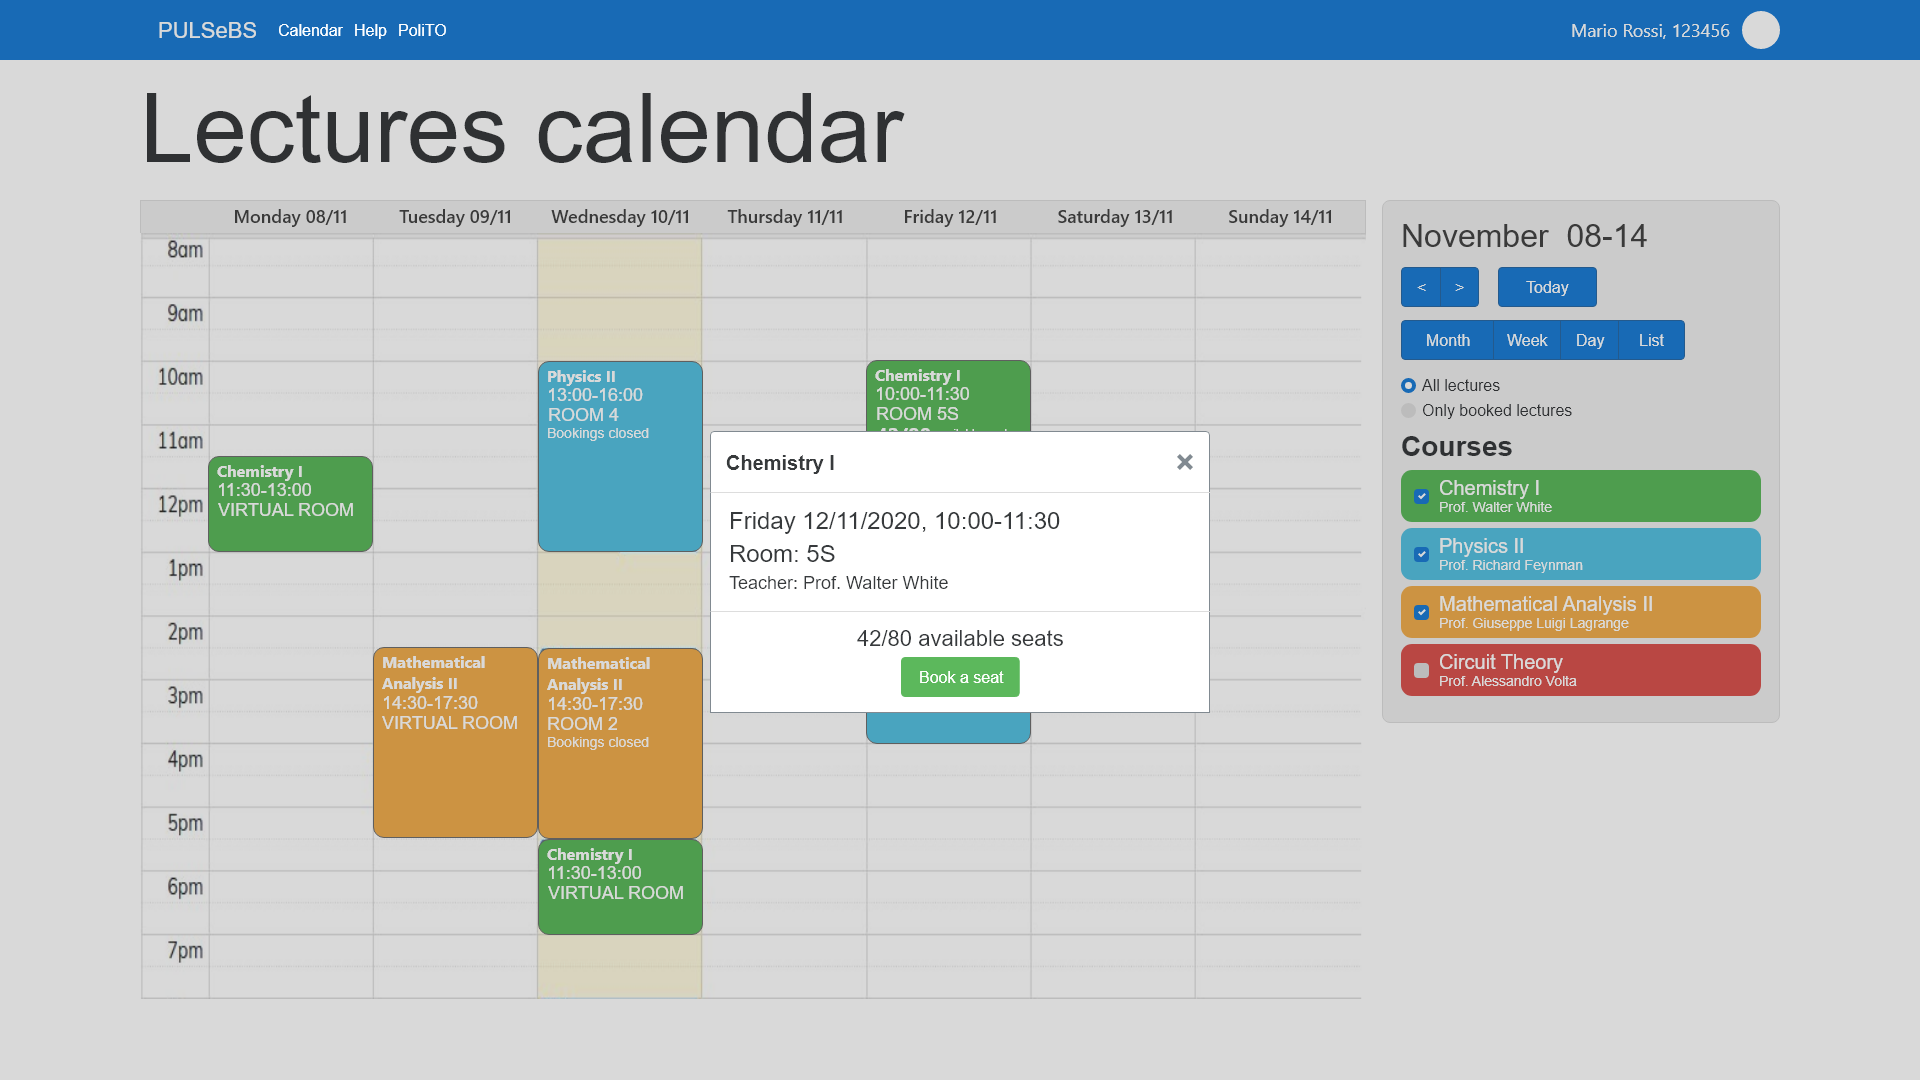 PULSeBS Calendar Help PoliTO
Mario Rossi, 123456
Lectures calendar
Monday 08/11 Tuesday 09/11 Wednesday 10/11 Thursday 11/11 Friday 12/11 Saturday 13/11 Sunday 14/11
8am
9am
10am
11am
12pm
1pm
2pm
3pm
4pm
5pm
6pm
7pm
Chemistry I
11:30-13:00
VIRTUAL ROOM
Mathematical
Analysis II
14:30-17:30
VIRTUAL ROOM
Physics II
13:00-16:00
ROOM 4
Bookings closed
Mathematical
Analysis II
14:30-17:30
ROOM 2
Bookings closed
Chemistry I
11:30-13:00
VIRTUAL ROOM
Chemistry I
10:00-11:30
ROOM 5S
Chemistry I
×
Friday 12/11/2020, 10:00-11:30
Room: 5S
Teacher: Prof. Walter White
42/80 available seats
Book a seat
November 08-14
< > Today
Month Week Day List
All lectures
Only booked lectures
Courses
Chemistry I
Prof. Walter White
Physics II
Prof. Richard Feynman
Mathematical Analysis II
Prof. Giuseppe Luigi Lagrange
Circuit Theory
Prof. Alessandro Volta